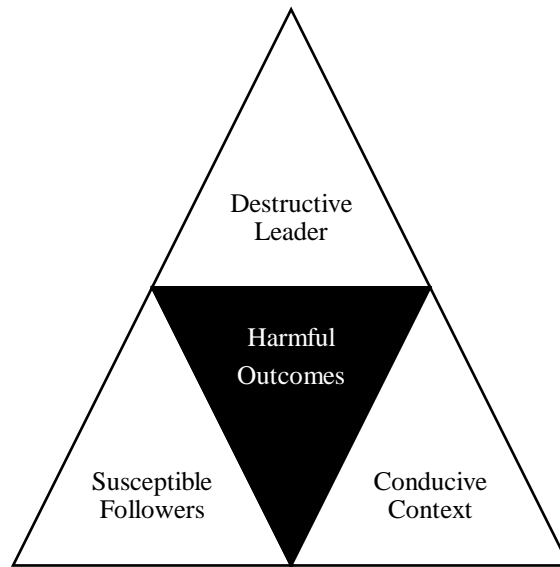 Destructive
Leader
Harmful
Outcomes
Susceptible
Followers
Conducive
Context